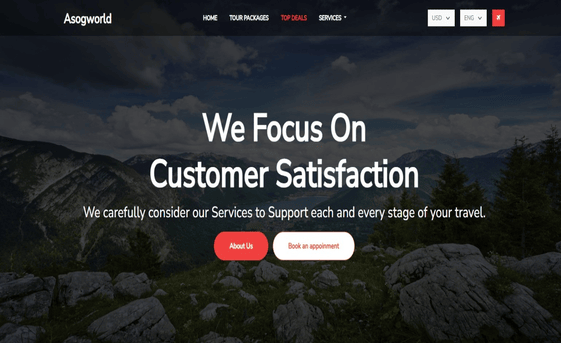 Asogworld
HOME TOUR PACKAGES TOP DEALS SERVICES
USD ENG
We Focus On
Customer Satisfaction
We carefully consider our Services to Support each and every stage of your travel.
About Us Book an appoinment